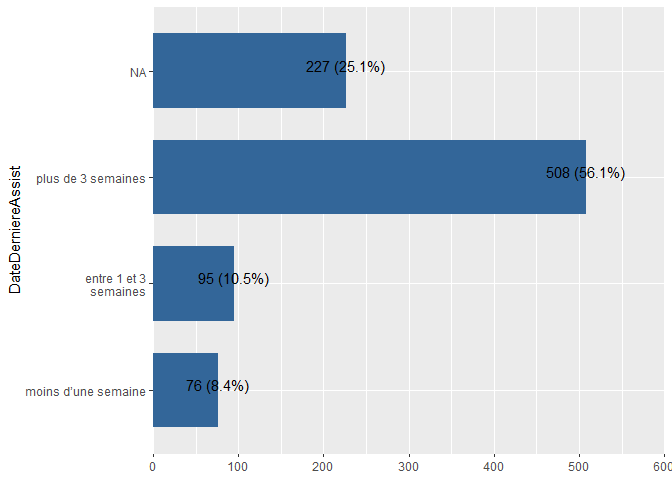 DateDerniereAssist
NA
227 (25.1%)
plus de 3 semaines
508 (56.1%)
entre 1 et 3
semaines
95 (10.5%)
moins d'une semaine
76 (8.4%)
0
100
200
300
400
500
600